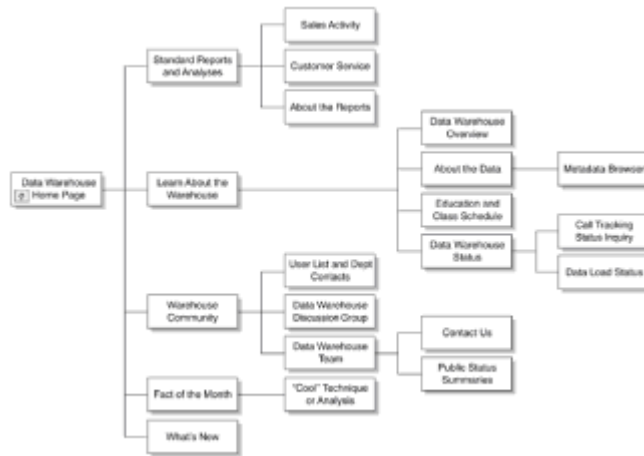 Sales Activity
Standard Reports
and Analyses
Customer Service
About the Reports
Data Warehouse
Overview
Data Warehouse
Home Page
Learn About the
Warehouse
About the Data
Metadata Browser
Education and
Class Schedule
Call Tracking
Status Inquiry
Data Warehouse
Status
Data Load Status
User List and Dept
Contacts
Warehouse
Community
Data Warehouse
Discussion Group
Contact Us
Data Warehouse
Team
Public Status
Summaries
Fact of the Month
"Cool" Technique
or Analysis
What's New